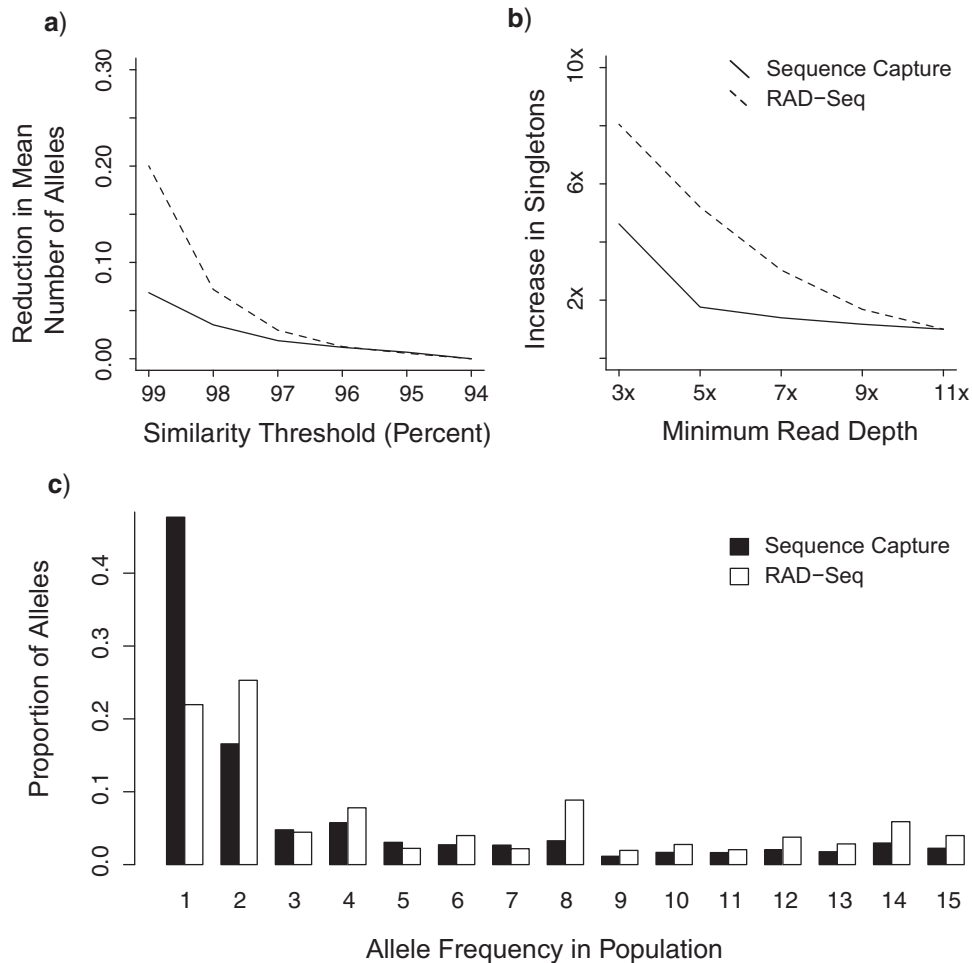 a)
Reduction in Mean
Number of Alleles
0.30
0.20
0.10
0.00
99 98 97 96 95 94
Similarity Threshold (Percent)
b)
Sequence Capture
RAD-Seq
Increase in Singletons
10x
6x
2x
3x 5x 7x 9x 11x
Minimum Read Depth
c)
Sequence Capture
RAD-Seq
Proportion of Alleles
0.4
0.3
0.2
0.1
0.0
1 2 3 4 5 6 7 8 9 10 11 12 13 14 15
Allele Frequency in Population